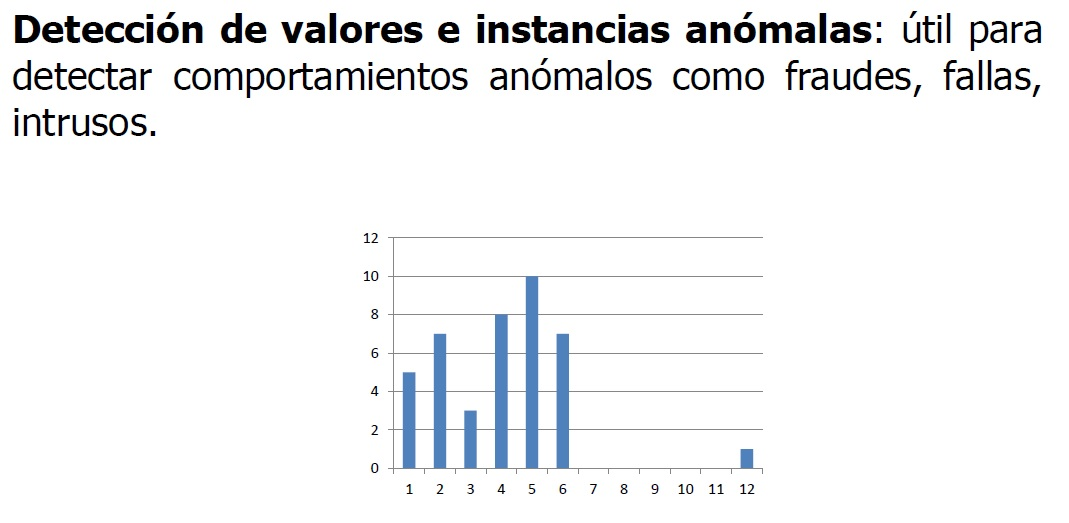 Detección de valores e instancias anómalas: útil para
detectar comportamientos anómalos como fraudes, fallas,
intrusos.
12
10
8
6
4
2
0
1 2 3 4 5 6 7 8 9 10 11 12